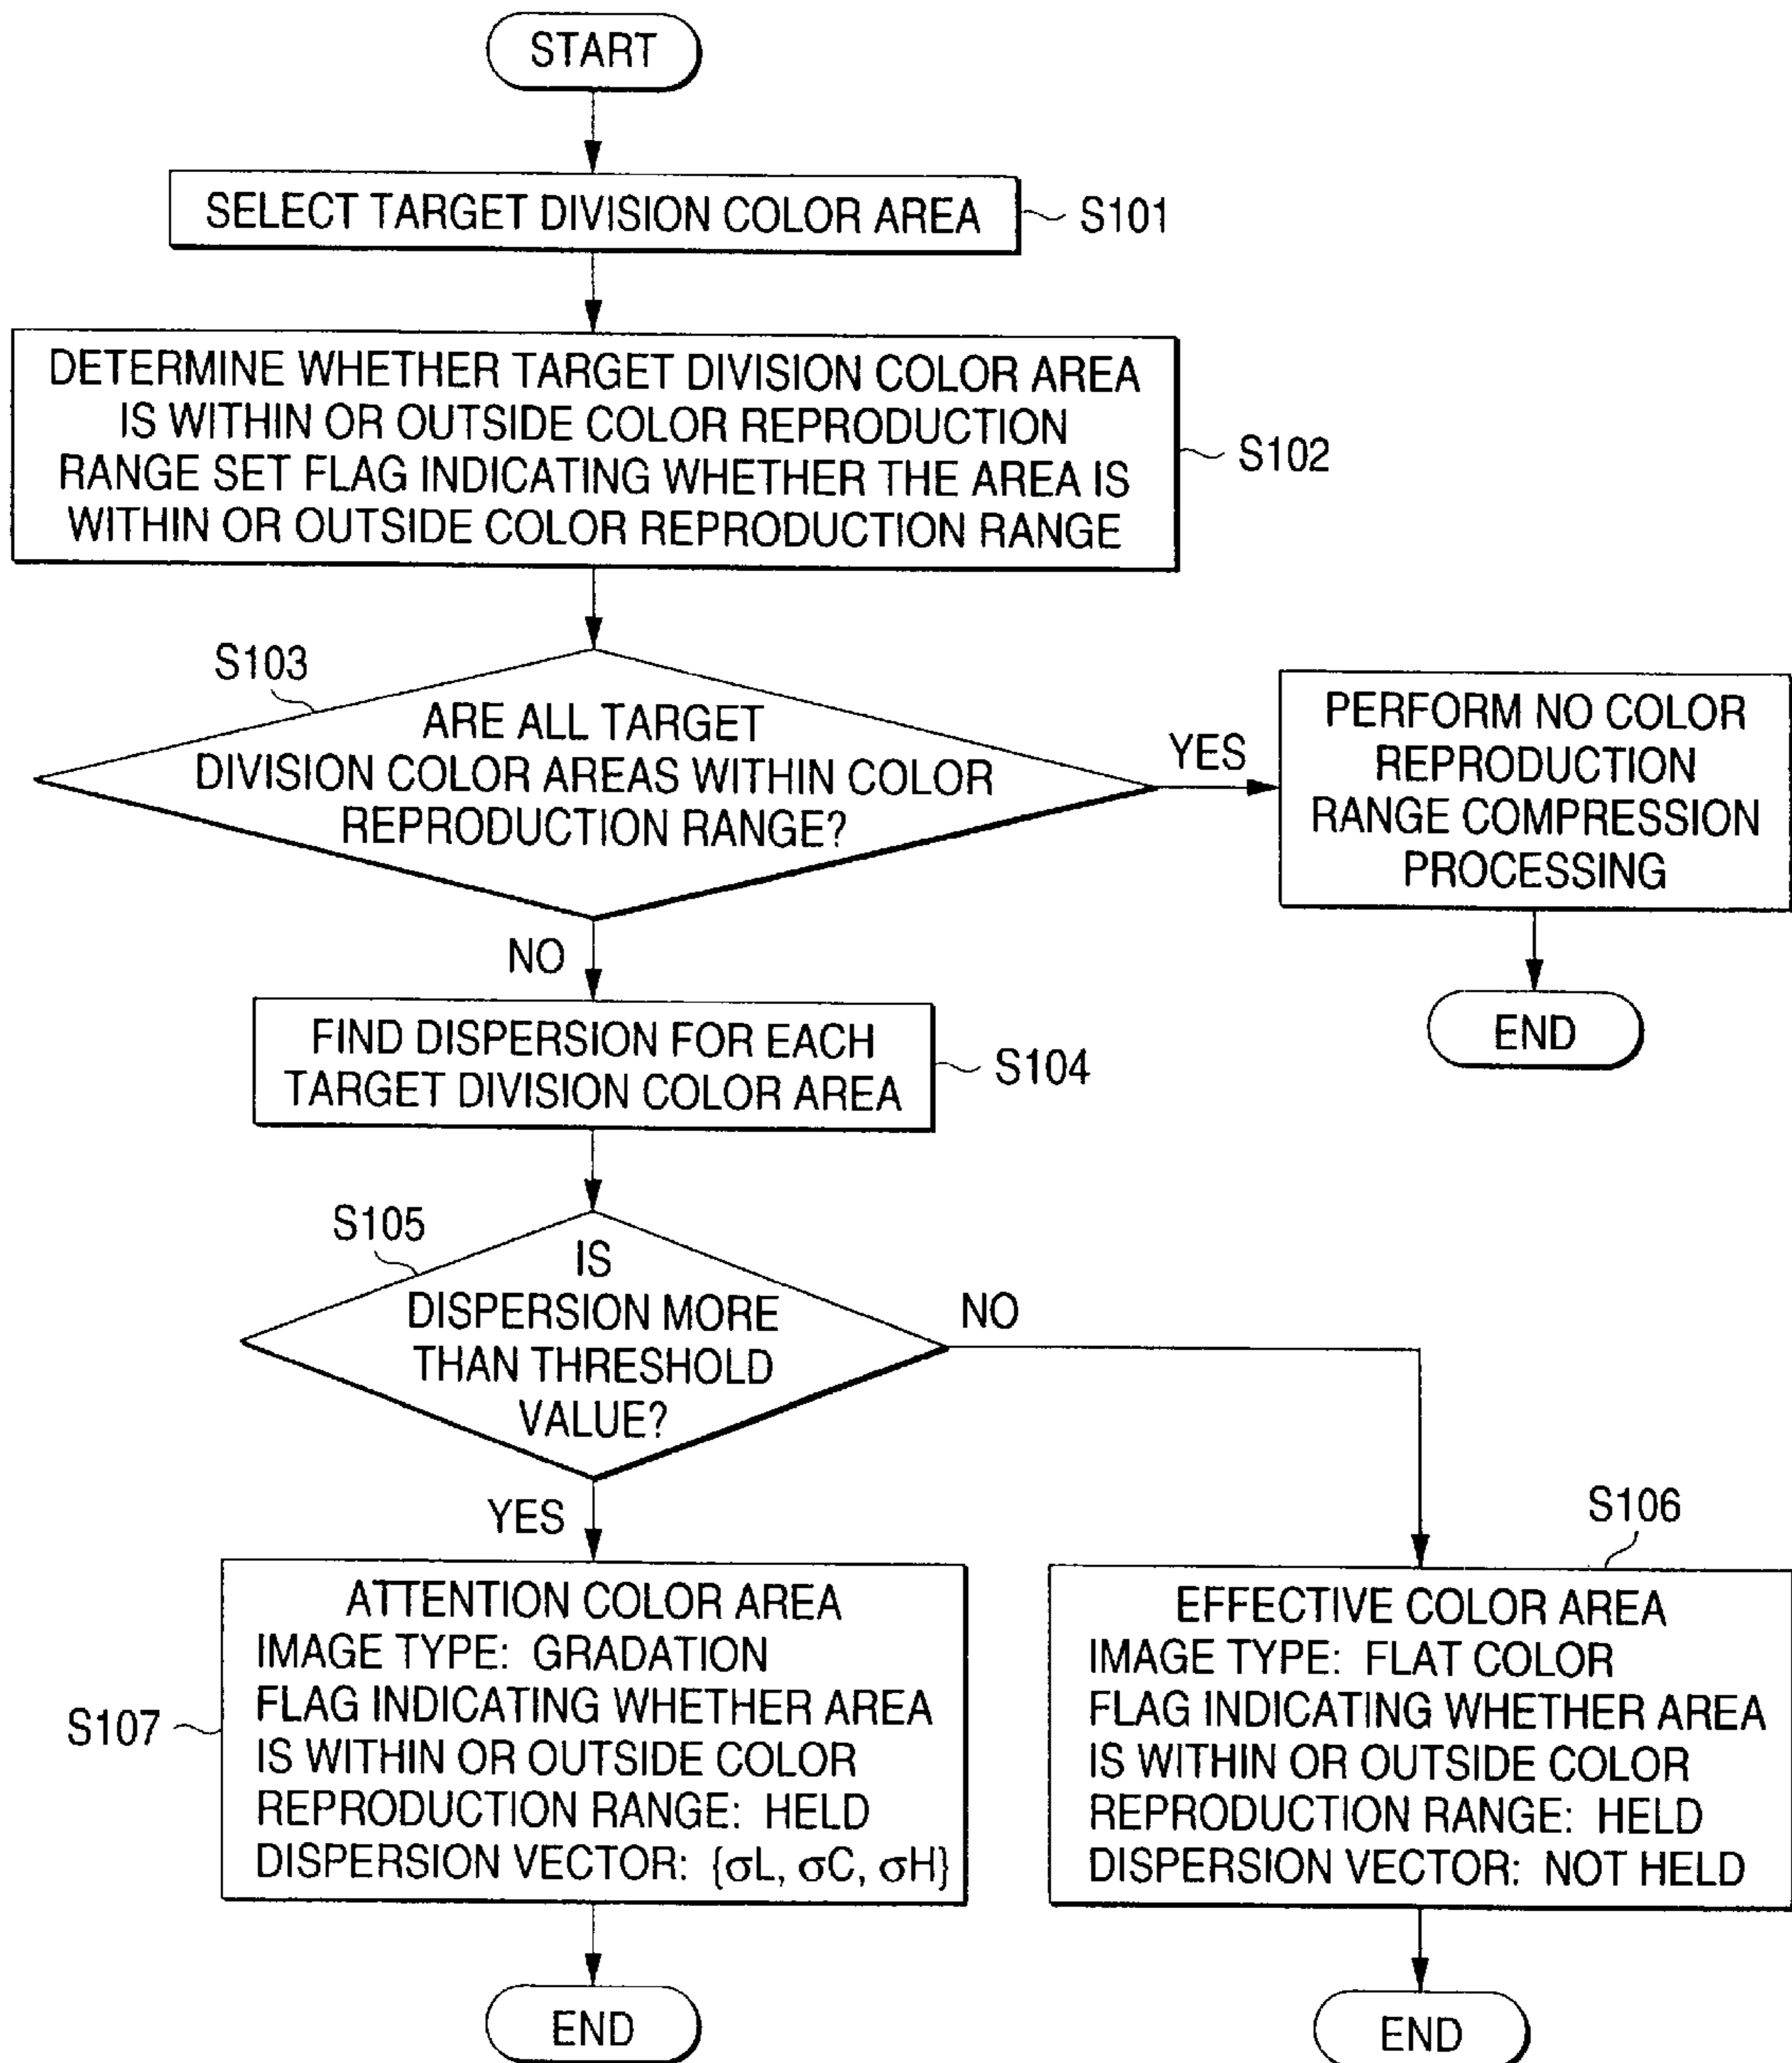 START
SELECT TARGET DIVISION COLOR AREA
S101
DETERMINE WHETHER TARGET DIVISION COLOR AREA
IS WITHIN OR OUTSIDE COLOR REPRODUCTION
RANGE SET FLAG INDICATING WHETHER THE AREA IS
WITHIN OR OUTSIDE COLOR REPRODUCTION RANGE
S102
S103
ARE ALL TARGET
DIVISION COLOR AREAS WITHIN COLOR
REPRODUCTION RANGE?
YES
PERFORM NO COLOR
REPRODUCTION
RANGE COMPRESSION
PROCESSING
END
NO
FIND DISPERSION FOR EACH
TARGET DIVISION COLOR AREA
S104
S105
IS
DISPERSION MORE
THAN THRESHOLD
VALUE?
NO
YES
S106
EFFECTIVE COLOR AREA
IMAGE TYPE: FLAT COLOR
FLAG INDICATING WHETHER AREA
IS WITHIN OR OUTSIDE COLOR
REPRODUCTION RANGE: HELD
DISPERSION VECTOR: NOT HELD
END
S107
ATTENTION COLOR AREA
IMAGE TYPE: GRADATION
FLAG INDICATING WHETHER AREA
IS WITHIN OR OUTSIDE COLOR
REPRODUCTION RANGE: HELD
DISPERSION VECTOR: {σL, σC, σH}
END